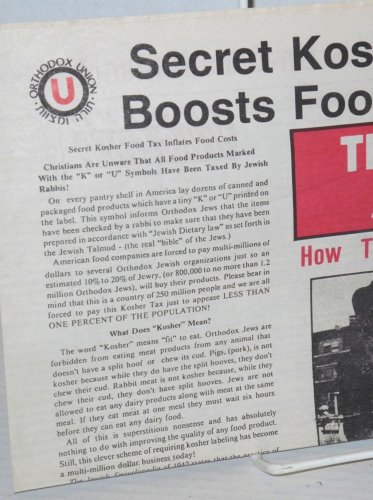 ORTHODOX UNION
U
Secret Kos
Boosts Foo
Secret Kosher Food Tax Inflates Food Costs
Christians Are Unware That All Food Products Marked
With the "K" or "U" Symbols Have Been Taxed By Jewish
Rabbis!
On every pantry shelf in America lay dozens of canned and
packaged food products which have a tiny "K" or "U" printed on
the label. This symbol informs Orthodox Jews that the items
have been checked by a rabbi to make sure that they have been
prepared in accordance with "Jewish Dietary law" as set forth in
the Jewish Talmud - (the real "bible" of the Jews.)
American food companies are forced to pay multi-millions of
dollars to several Orthodox Jewish organizations just so an
estimated 10% to 20% of Jewry, (or 800,000 to not more than 1.2
million Orthodox Jews), will buy their products. Please bear in
mind that this is a country of 250 million people and we are all
forced to pay this Kosher Tax just to appease LESS THAN
ONE PERCENT OF THE POPULATION!
What Does "Kosher" Mean?
The word "Kosher" means "fit" to eat. Orthodox Jews are
forbidden from eating meat products from any animal that
doesn't have a split hoof or chew its cud. Pigs, (pork), is not
kosher because while they do have the split hooves, they don't
chew their cud. Rabbit meat is not kosher because, while they
chew their cud, they don't have split hooves. Jews are not
allowed to eat any dairy products along with meat at the same
meal. If they eat meat at one meal they must wait six hours
before they can eat any dairy food.
All of this is superstitious nonsense and has absolutely
nothing to do with improving the quality of any food product.
Still, this clever scheme of requiring kosher labeling has become
a multi-million dollar business today!
The Jewish Encyclopedia of 1942 states that the practice of
T
How T